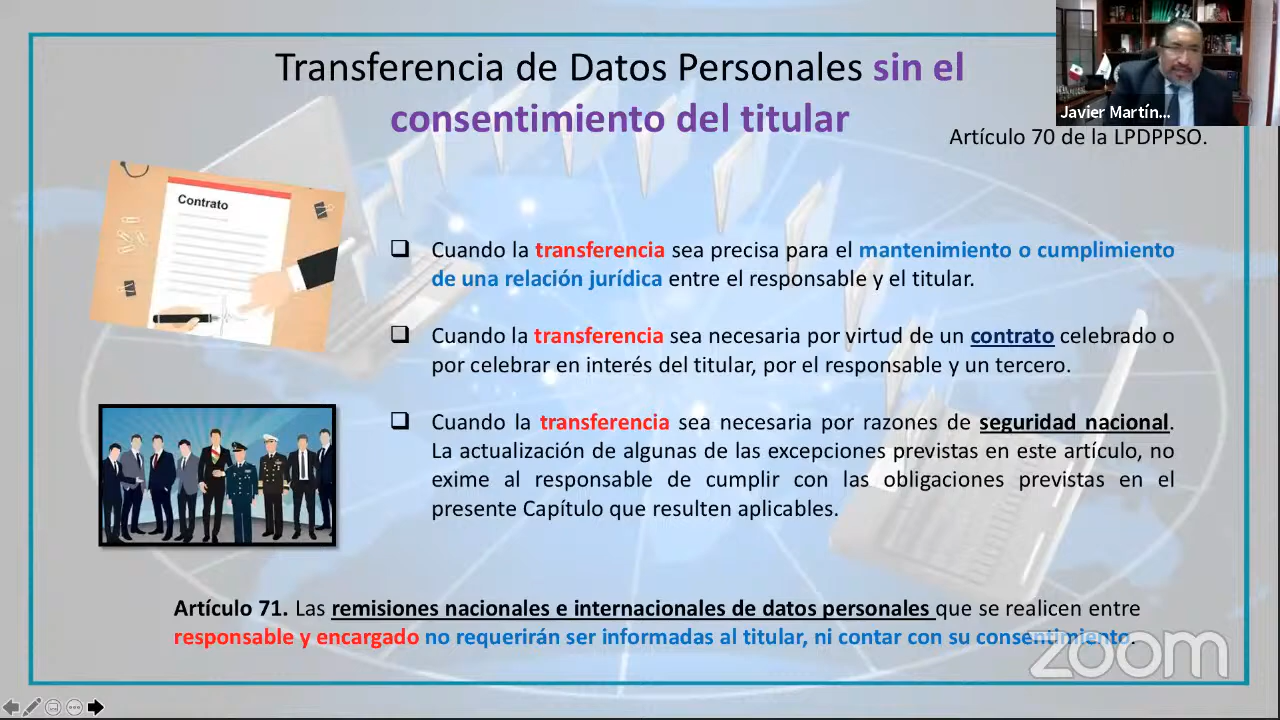 Transferencia de Datos Personales sin el
consentimiento del titular
Javier Martín...
Artículo 70 de la LPDPPSO.
Contrato
Cuando la transferencia sea precisa para el mantenimiento o cumplimiento
de una relación jurídica entre el responsable y el titular.
Cuando la transferencia sea necesaria por virtud de un contrato celebrado o
por celebrar en interés del titular, por el responsable y un tercero.
Cuando la transferencia sea necesaria por razones de seguridad nacional.
La actualización de algunas de las excepciones previstas en este artículo, no
exime al responsable de cumplir con las obligaciones previstas en el
presente Capítulo que resulten aplicables.
Artículo 71. Las remisiones nacionales e internacionales de datos personales que se realicen entre
responsable y encargado no requerirán ser informadas al titular, ni contar con su consentimiento.
zoom